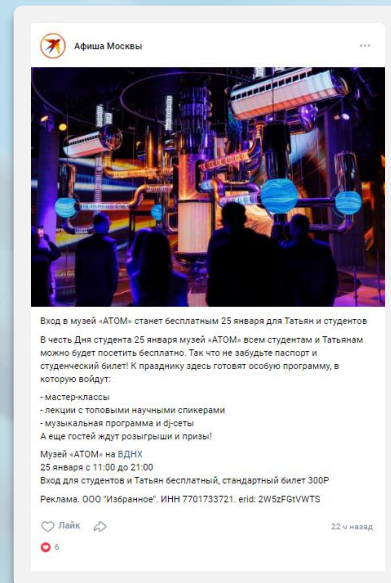 Афиша Москвы
Вход в музей «АТОМ» станет бесплатным 25 января для Татьян и студентов
В честь Дня студента 25 января музей «АТОМ» всем студентам и Татьянам
можно будет посетить бесплатно. Так что не забудьте паспорт и
студенческий билет! К празднику здесь готовят особую программу, в
которую войдут:
- мастер-классы
- лекции с топовыми научными спикерами
- музыкальная программа и dj-сеты
А еще гостей ждут розыгрыши и призы!
Музей «АТОМ» на ВДНХ
25 января с 11:00 до 21:00
Вход для студентов и Татьян бесплатный, стандартный билет 300Р
Реклама. ООО "Избранное". ИНН 7701733721. erid: 2W5zFGtVWTS
Лайк
22 ч назад
6